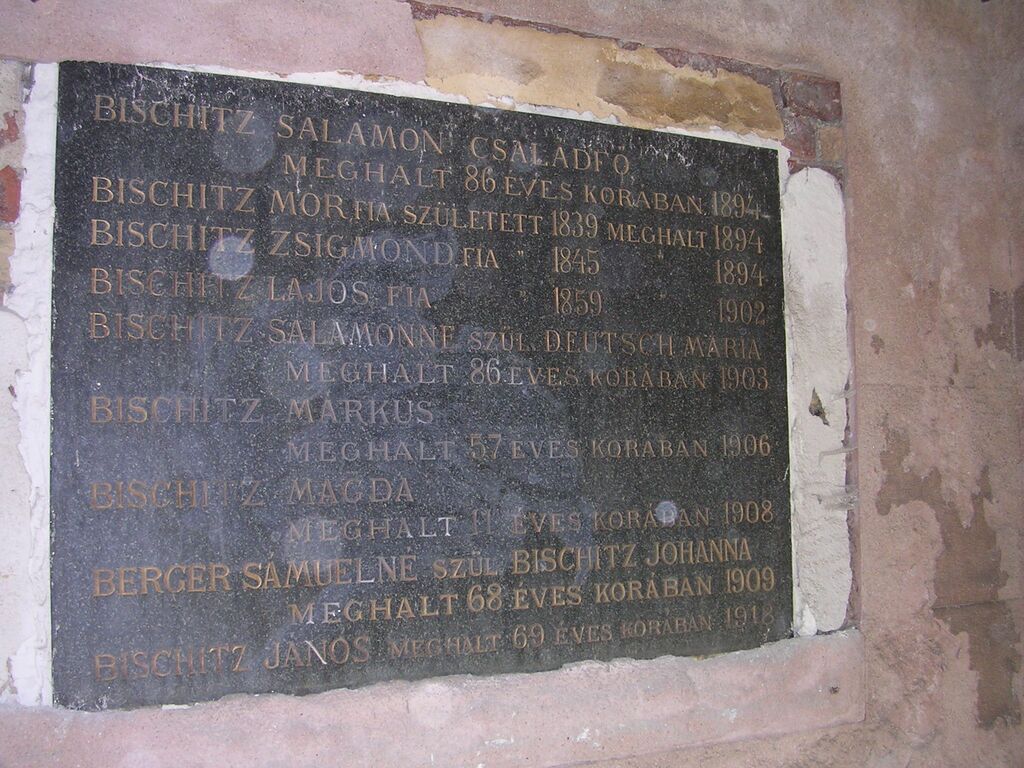 BISCHITZ SALAMON CSALÁDFŐ
MEGHALT 86 ÉVES KORÁBAN. 1894
BISCHITZ MÓR FIA SZÜLETETT 1839 MEGHALT 1894
BISCHITZ ZSIGMOND FIA " 1845 " 1894
BISCHITZ LAJOS FIA " 1859 " 1902
BISCHITZ SALAMONNÉ SZÜL. DEUTSCH MÁRIA
MEGHALT 86 ÉVES KORÁBAN 1903
BISCHITZ MÁRKUS
MEGHALT 57 ÉVES KORÁBAN 1906
BISCHITZ MAGDA
MEGHALT 11 ÉVES KORÁBAN 1908
BERGER SÁMUELNÉ SZÜL. BISCHITZ JOHANNA
MEGHALT 68 ÉVES KORÁBAN 1909
BISCHITZ JÁNOS MEGHALT 69 ÉVES KORÁBAN 1918